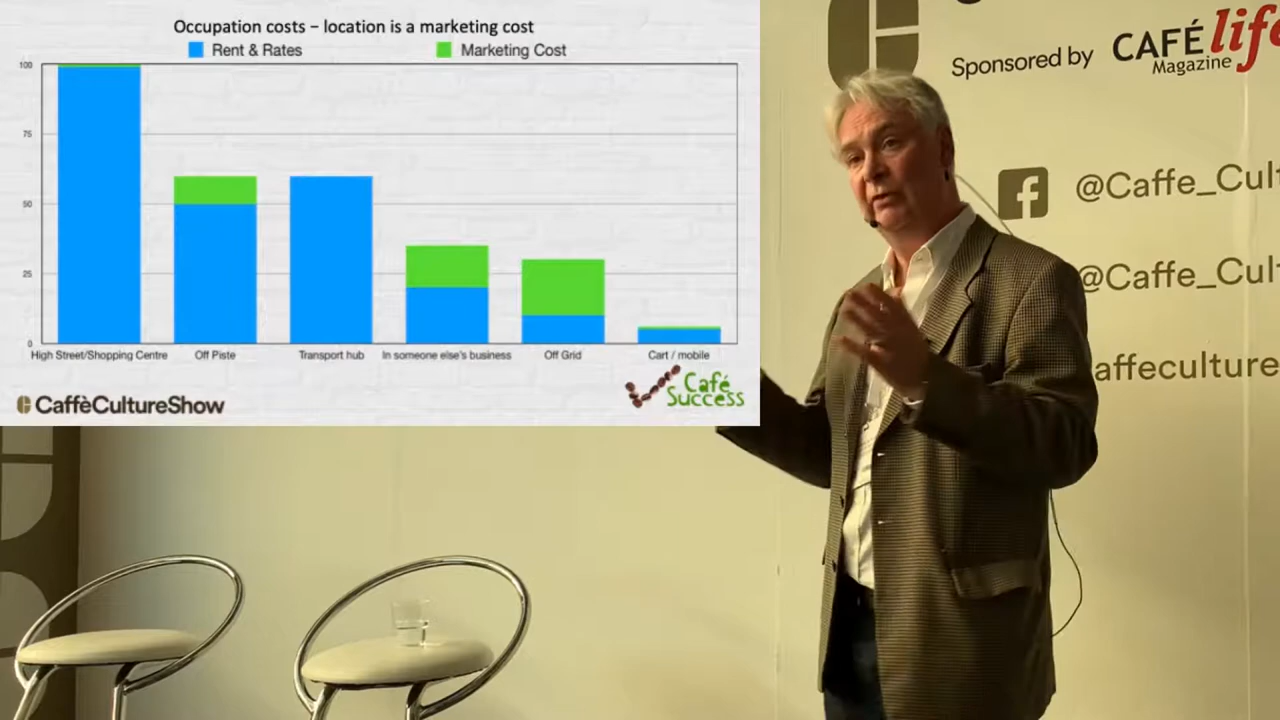 Occupation costs – location is a marketing cost
Rent & Rates
Marketing Cost
100
75
50
25
0
High Street/Shopping Centre
Off Piste
Transport hub
In someone else's business
Off Grid
Cart / mobile
CaffèCultureShow
Café
Success
Sponsored by CAFÉ life
Magazine
@Caffe_Cult
@Caffe_Cul
affeculture